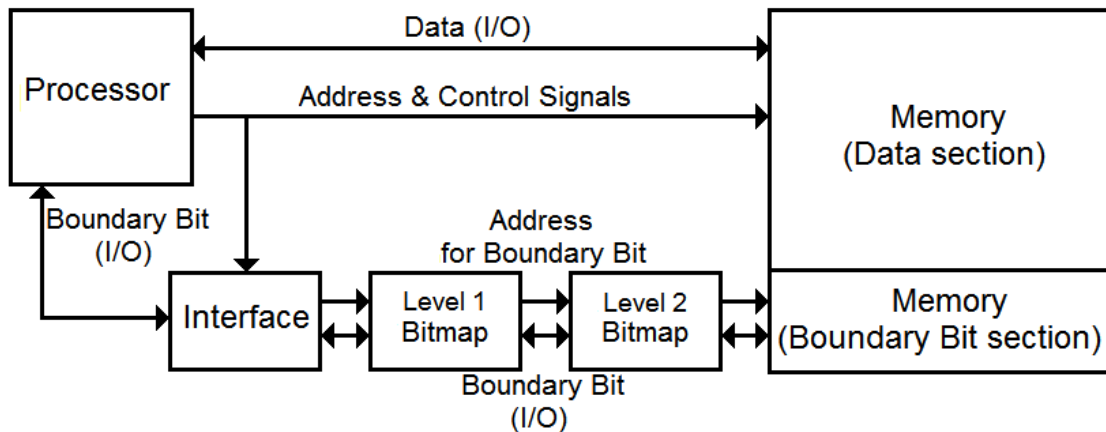 Data (I/O)
Processor
Address & Control Signals
Memory
(Data section)
Boundary Bit
(I/O)
Address
for Boundary Bit
Interface
Level 1
Bitmap
Level 2
Bitmap
Memory
(Boundary Bit section)
Boundary Bit
(I/O)